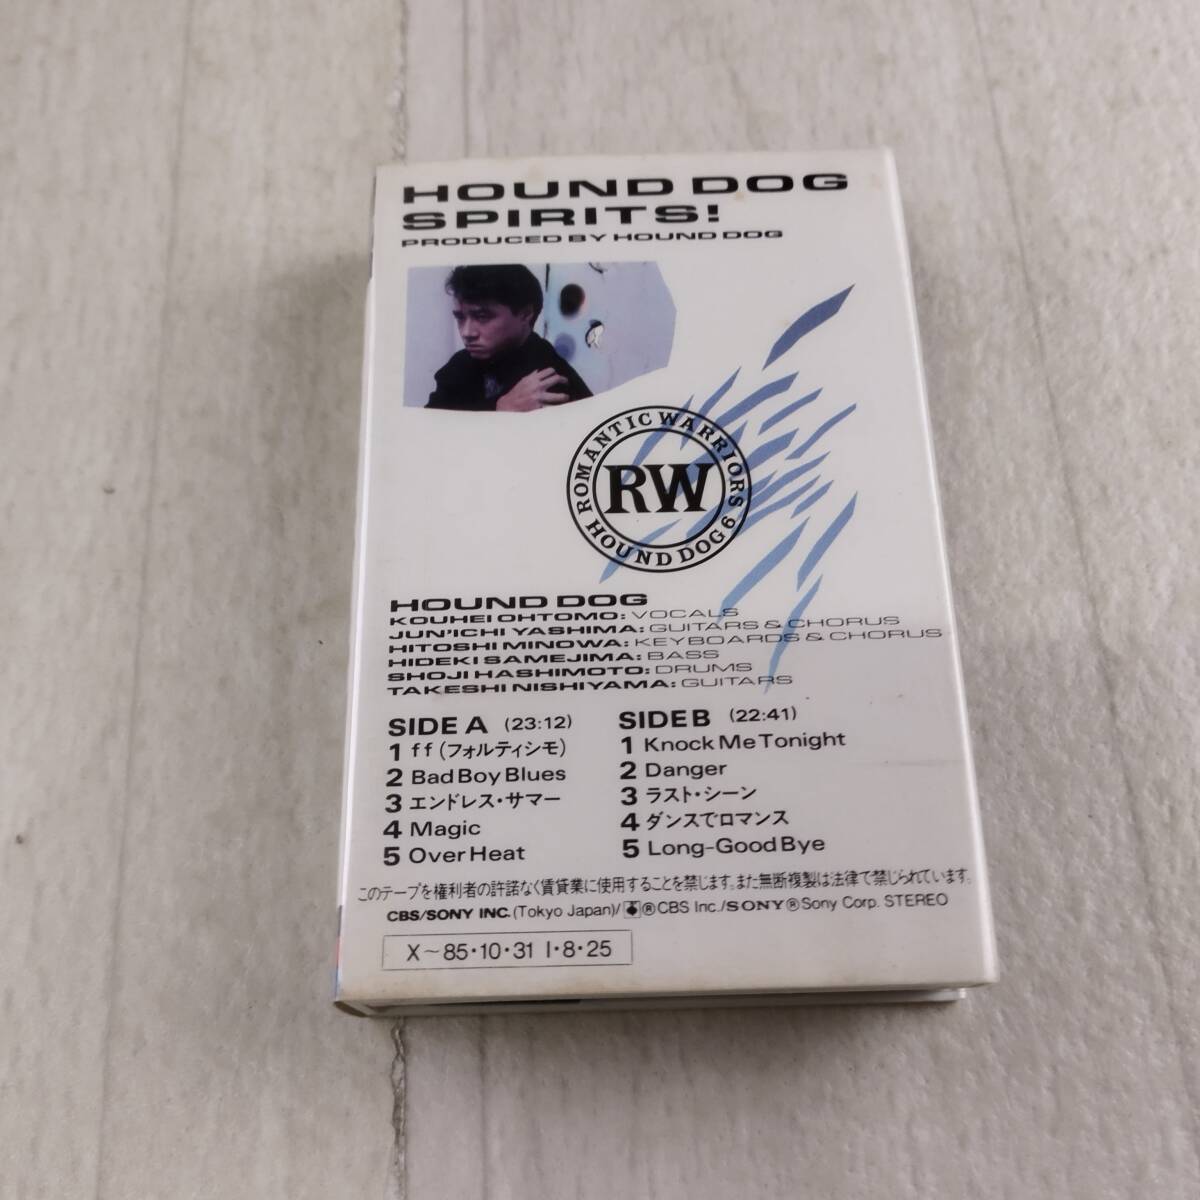 HOUND DOG
SPIRITS!
PRODUCED BY HOUND DOG
ROMANTIC WARRIORS
RW
HOUND DOG 6
HOUND DOG
KOUHEI OHTOMO: VOCALS
JUN'ICHI YASHIMA: GUITARS & CHORUS
HITOSHI MINOWA: KEYBOARDS & CHORUS
HIDEKI SAMEJIMA: BASS
SHOJI HASHIMOTO: DRUMS
TAKESHI NISHIYAMA: GUITARS
SIDE A (23:12)
1 ff (フォルティシモ)
2 Bad Boy Blues
3 エンドレス・サマー
4 Magic
5 Over Heat
SIDE B (22:41)
1 Knock Me Tonight
2 Danger
3 ラスト・シーン
4 ダンスでロマンス
5 Long-Good Bye
このテープを権利者の許諾なく賃貸業に使用することを禁じます。また無断複製は法律で禁じられています。
CBS/SONY INC. (Tokyo Japan)/®CBS Inc./SONY®Sony Corp. STEREO
X～85・10・31 I・8・25